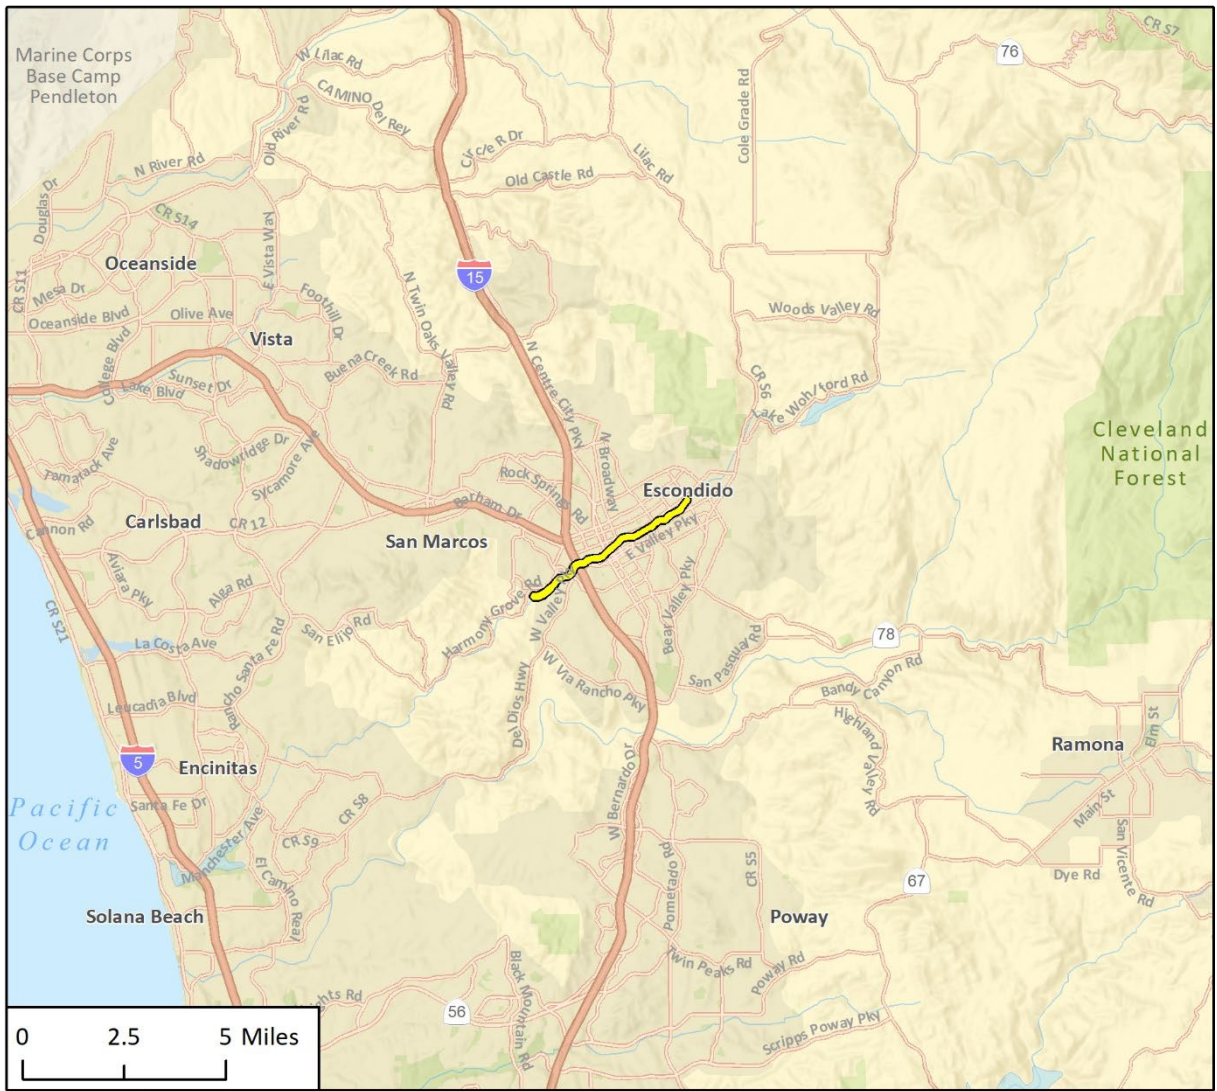 CR S7
76
Marine Corps
Base Camp
Pendleton
W Lilac Rd
CAMINO Del Rey
Old River Rd
Circle R Dr
Cole Grade Rd
N River Rd
Lilac Rd
Old Castle Rd
Douglas Dr
CR S14
E Vista Way
Oceanside
CR S11
15
Mesa Dr
Foothill Dr
N Twin Oaks Valley Rd
Oceanside Blvd
Olive Ave
Woods Valley Rd
Vista
College Blvd
N Centre City Pky
Buena Creek Rd
Sunset Dr
Lake Blvd
CR S6
Lake Wohlford Rd
Cleveland
National
Forest
Shadowridge Dr
N Broadway
Tamarack Ave
Sycamore Ave
Rock Springs Rd
Escondido
Barham Dr
Cannon Rd
Carlsbad
CR 12
San Marcos
E Valley Pky
Aviara Pky
Alga Rd
Harmony Grove Rd
W Valley
Bear Valley Pky
CR S21
San Elijo Rd
La Costa Ave
Rancho Santa Fe Rd
78
San Pasqual Rd
W Via Rancho Pky
Bandy Canyon Rd
Leucadia Blvd
Del Dios Hwy
Highland Valley Rd
Elm St
Ramona
5
Encinitas
W Bernardo Dr
Pacific
Ocean
Santa Fe Dr
CR S8
Main St
Manchester Ave
CR S9
San Vicente Rd
El Camino Real
Pomerado Rd
CR S5
67
Dye Rd
Solana Beach
Poway
Twin Peaks Rd
Poway Rd
Black Mountain Rd
56
Scripps Poway Pky
0 2.5 5 Miles